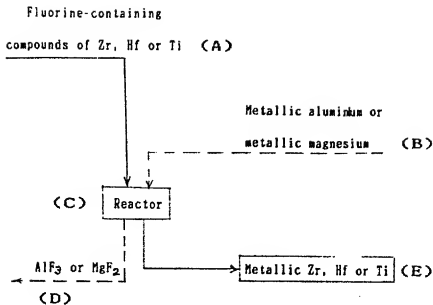 Fluorine-containing
compounds of Zr, Hf or Ti (A)
Metallic aluminium or
metallic magnesium (B)
(C) Reactor
AlF3 or MgF2
(D)
Metallic Zr, Hf or Ti (E)